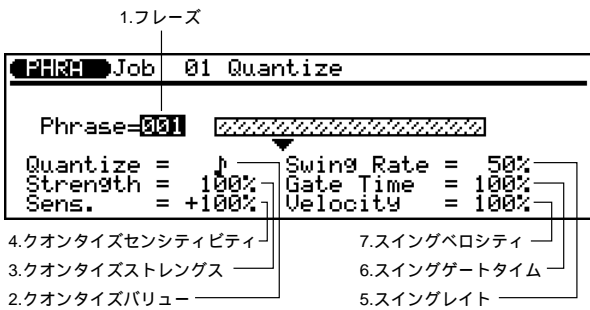 1.フレーズ
PHRA Job 01 Quantize
Phrase=001
Quantize = ♪ Swing Rate = 50%
Strength = 100% Gate Time = 100%
Sens. = +100% Velocity = 100%
4.クオンタイズセンシティビティ 7.スイングベロシティ
3.クオンタイズストレングス 6.スイングゲートタイム
2.クオンタイズバリュー 5.スイングレイト